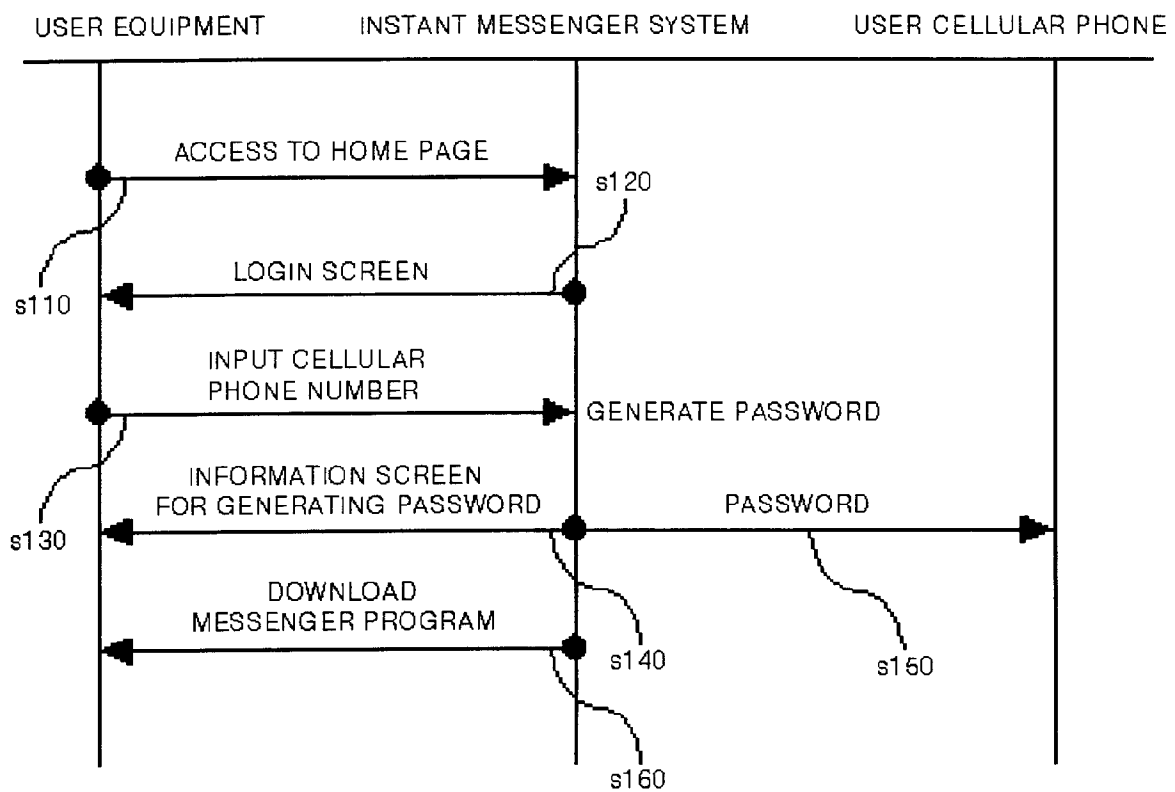 USER EQUIPMENT INSTANT MESSENGER SYSTEM USER CELLULAR PHONE
ACCESS TO HOME PAGE
s120
LOGIN SCREEN
s110
INPUT CELLULAR
PHONE NUMBER
GENERATE PASSWORD
INFORMATION SCREEN
FOR GENERATING PASSWORD
PASSWORD
s130
DOWNLOAD
MESSENGER PROGRAM
s140
s150
s160